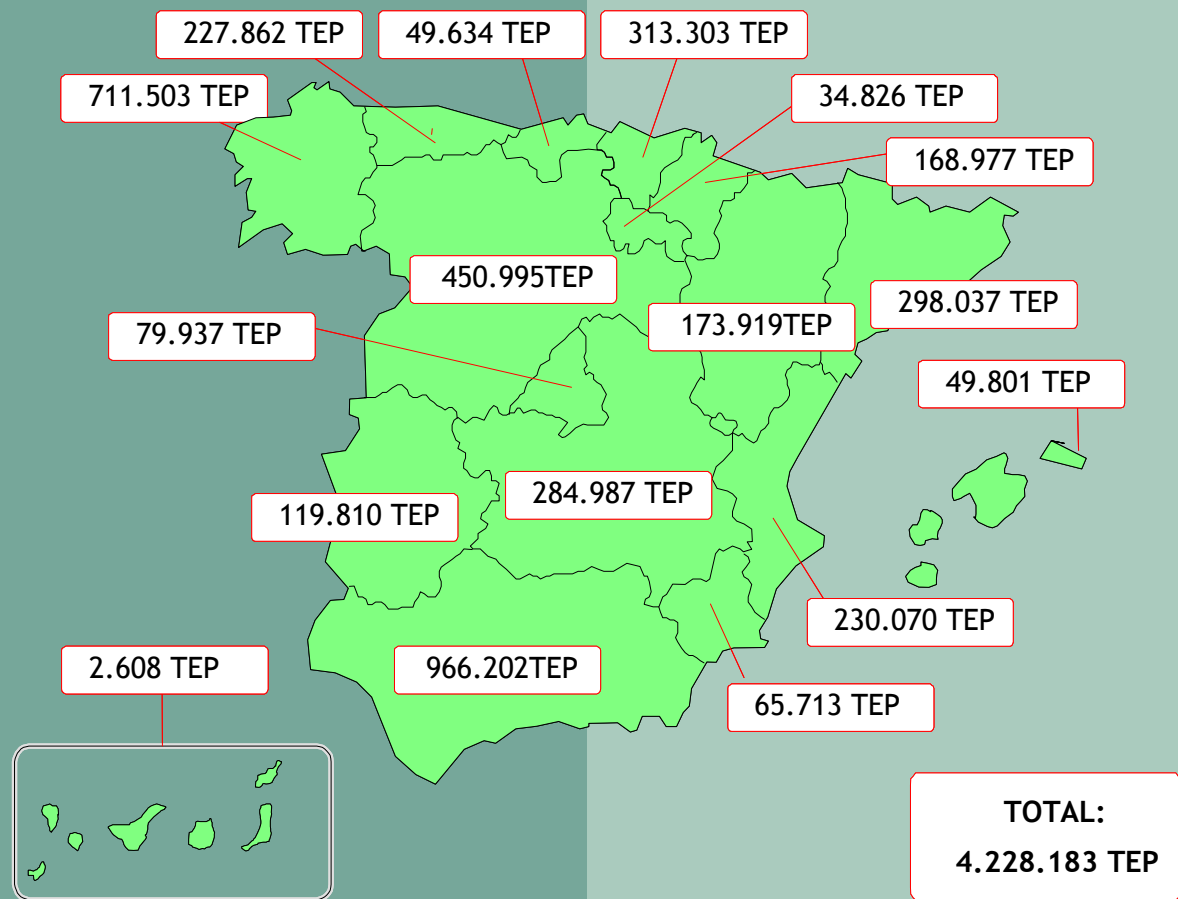 227.862 TEP
49.634 TEP
313.303 TEP
711.503 TEP
34.826 TEP
168.977 TEP
450.995TEP
298.037 TEP
79.937 TEP
173.919TEP
49.801 TEP
284.987 TEP
119.810 TEP
230.070 TEP
2.608 TEP
966.202TEP
65.713 TEP
TOTAL:
4.228.183 TEP